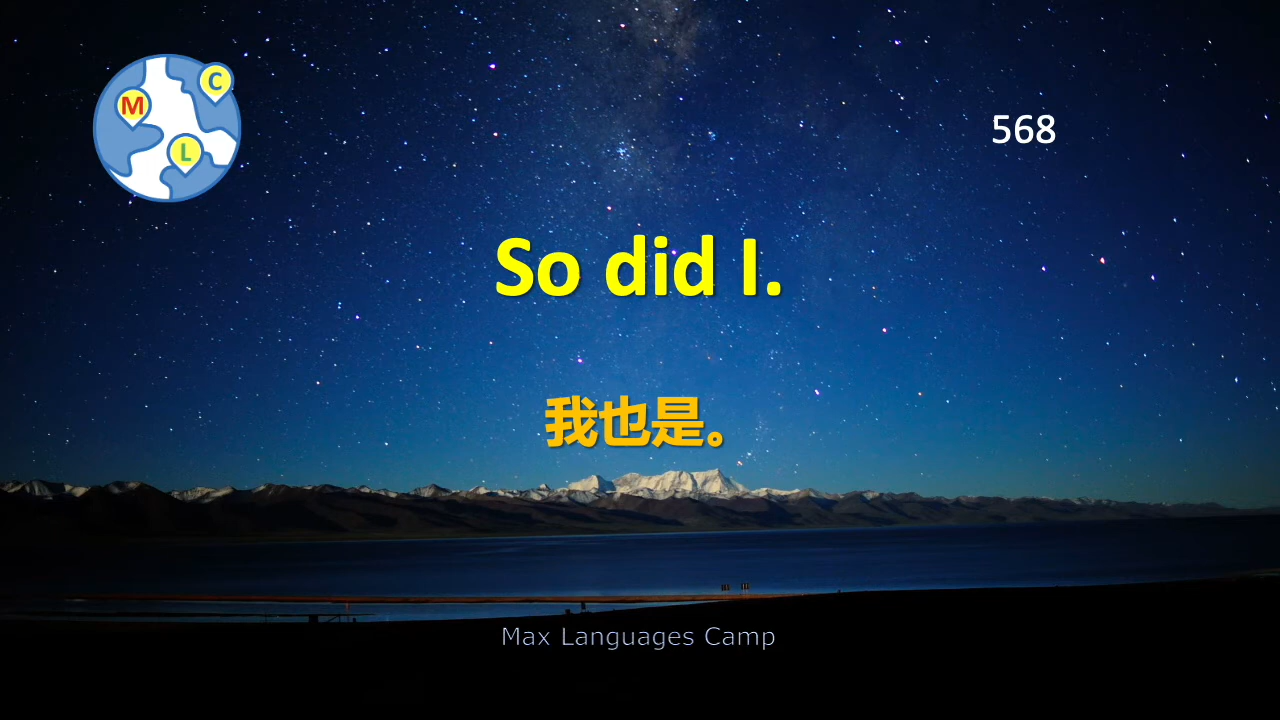 M
C
L
568
So did I.
我也是。
Max Languages Camp